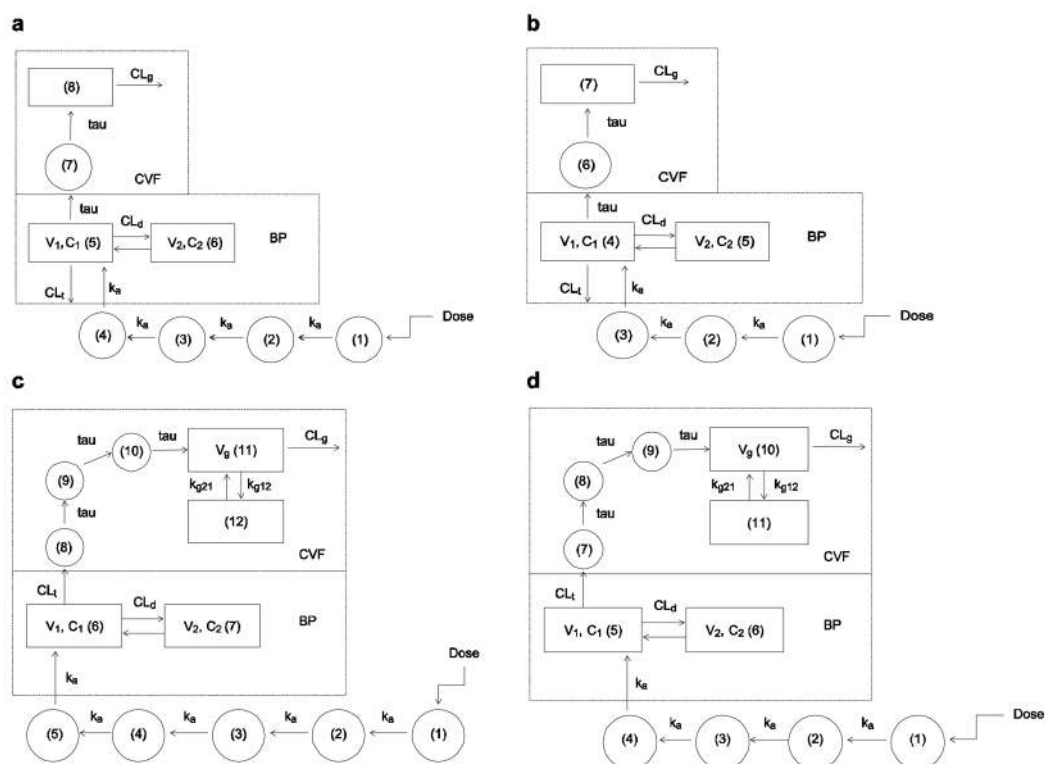 a
CLg
(8)
tau
(7)
CVF
tau
CLd
V1, C1 (5)
V2, C2 (6)
BP
CLt
ka
Dose
ka
ka
ka
(4)
(3)
(2)
(1)
b
CLg
(7)
tau
(6)
CVF
tau
CLd
V1, C1 (4)
V2, C2 (5)
BP
CLt
ka
Dose
ka
ka
(3)
(2)
(1)
c
tau
tau
CLg
(10)
Vg (11)
(9)
kg21
kg12
tau
(12)
(8)
CVF
CLt
CLd
BP
V1, C1 (6)
V2, C2 (7)
Dose
ka
ka
ka
ka
ka
(5)
(4)
(3)
(2)
(1)
d
tau
tau
CLg
(9)
Vg (10)
(8)
kg21
kg12
tau
(11)
(7)
CVF
CLt
CLd
BP
V1, C1 (5)
V2, C2 (6)
ka
Dose
ka
ka
ka
(4)
(3)
(2)
(1)